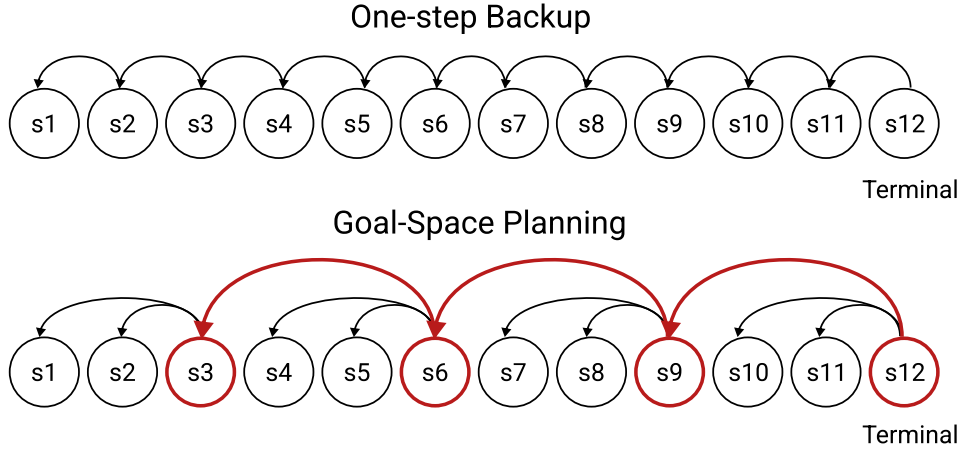 One-step Backup
s1 s2 s3 s4 s5 s6 s7 s8 s9 s10 s11 s12
Terminal
Goal-Space Planning
s1 s2 s3 s4 s5 s6 s7 s8 s9 s10 s11 s12
Terminal